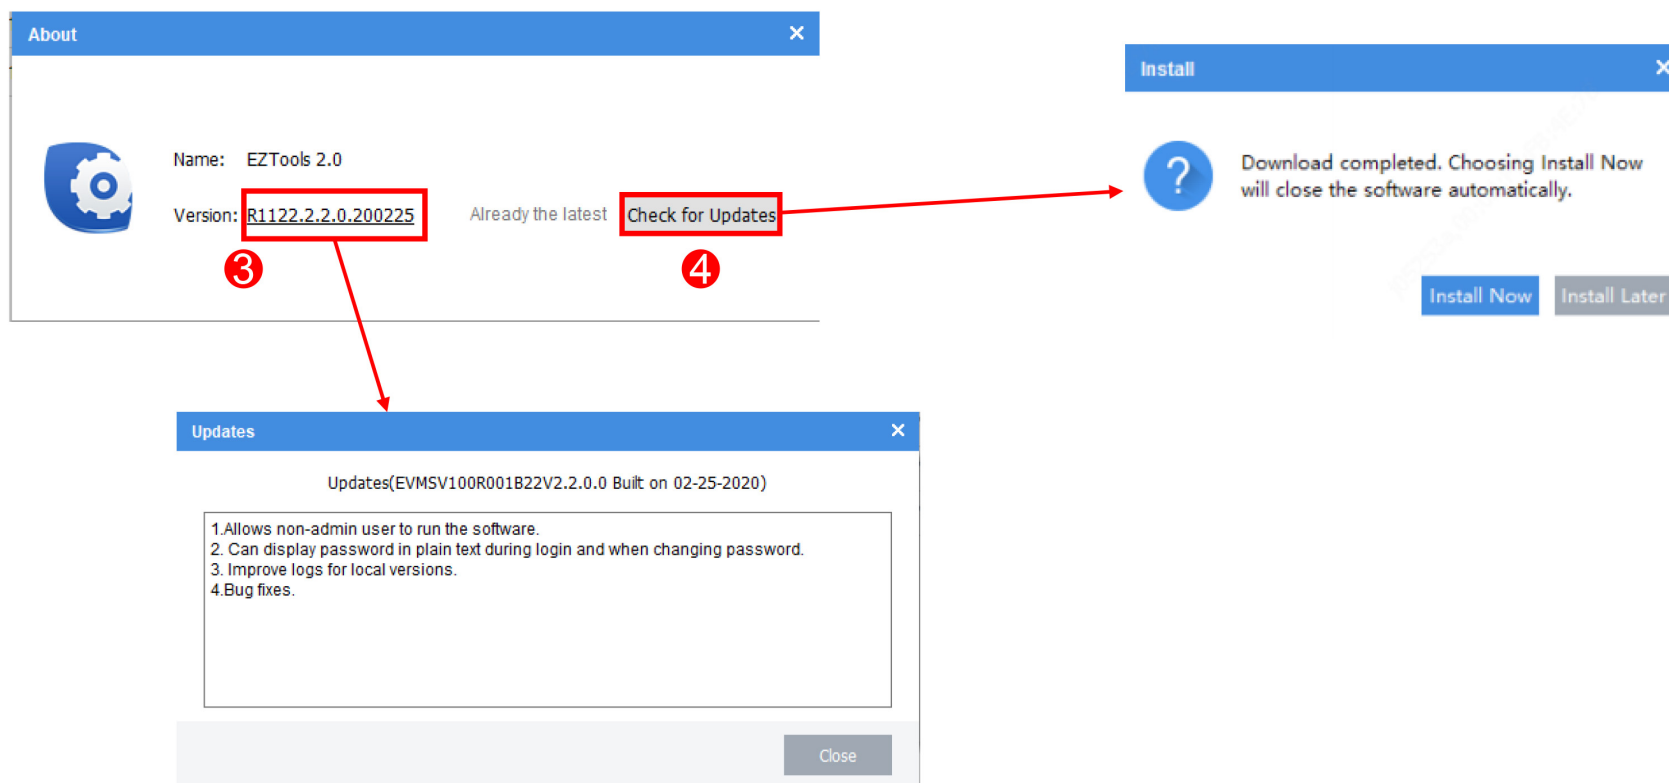 About
Name: EZTools 2.0
Version: R1122.2.2.0.200225 Already the latest Check for Updates
3
4
Install
Download completed. Choosing Install Now
will close the software automatically.
Install Now Install Later
Updates
Updates(EVMSV100R001B22V2.2.0.0 Built on 02-25-2020)
1.Allows non-admin user to run the software.
2. Can display password in plain text during login and when changing password.
3. Improve logs for local versions.
4.Bug fixes.
Close